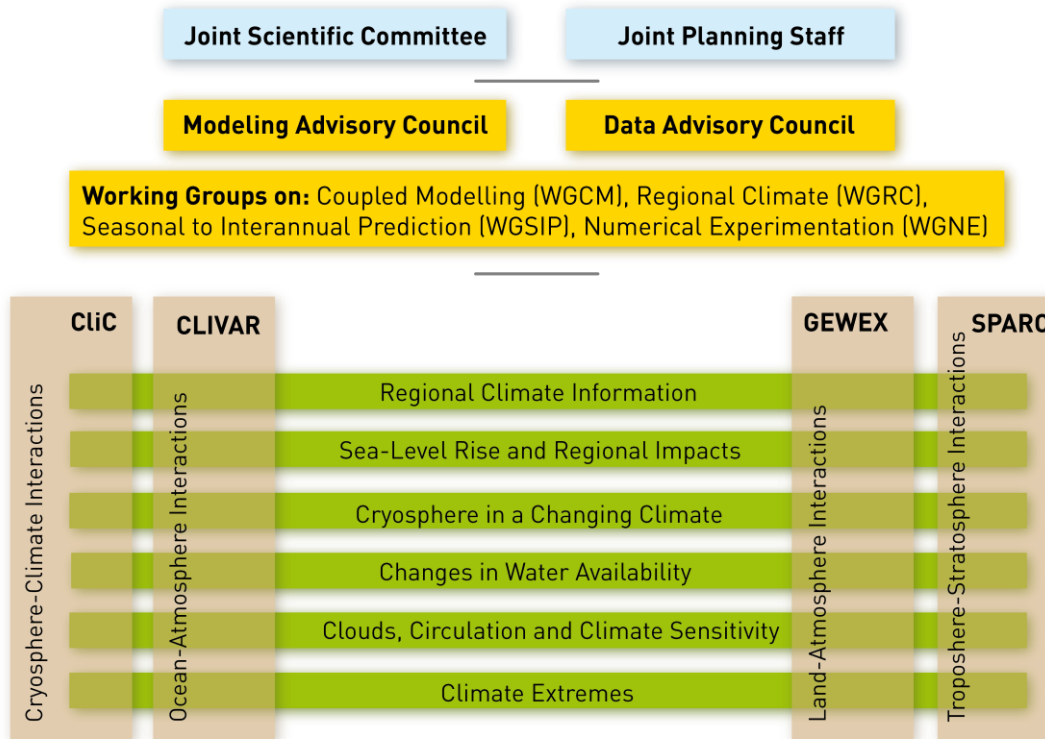 Joint Scientific Committee
Joint Planning Staff
Modeling Advisory Council
Data Advisory Council
Working Groups on: Coupled Modelling (WGCM), Regional Climate (WGRC),
Seasonal to Interannual Prediction (WGSIP), Numerical Experimentation (WGNE)
CliC
CLIVAR
GEWEX
SPARC
Cryosphere-Climate Interactions
Ocean-Atmosphere Interactions
Land-Atmosphere Interactions
Troposhere-Stratosphere Interactions
Regional Climate Information
Sea-Level Rise and Regional Impacts
Cryosphere in a Changing Climate
Changes in Water Availability
Clouds, Circulation and Climate Sensitivity
Climate Extremes